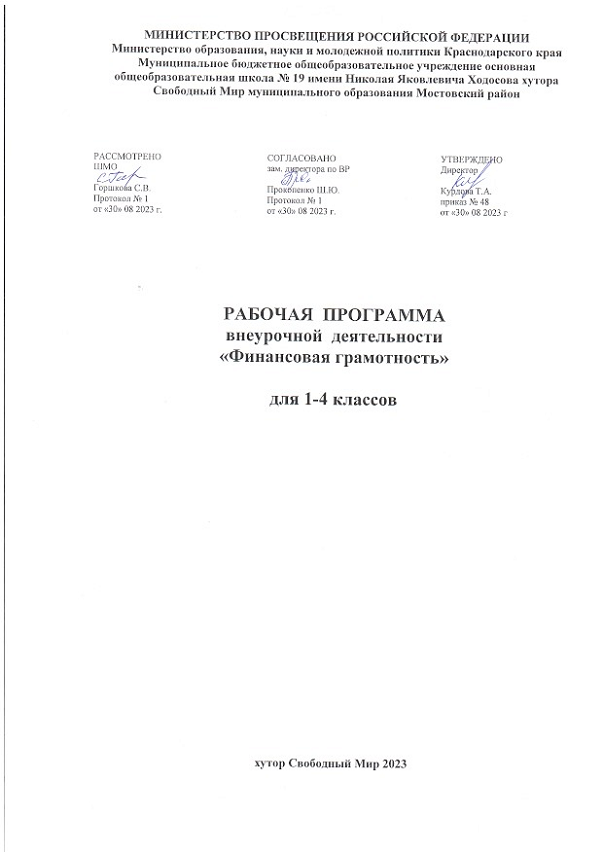 МИНИСТЕРСТВО ПРОСВЕЩЕНИЯ РОССИЙСКОЙ ФЕДЕРАЦИИ
Министерство образования, науки и молодежной политики Краснодарского края
Муниципальное бюджетное общеобразовательное учреждение основная
общеобразовательная школа № 19 имени Николая Яковлевича Ходосова хутора
Свободный Мир муниципального образования Мостовский район
РАССМОТРЕНО
ШМО
Горшкова С.В.
Протокол № 1
от «30» 08 2023 г.
СОГЛАСОВАНО
зам. директора по ВР
Прокопенко Ш.Ю.
Протокол № 1
от «30» 08 2023 г.
УТВЕРЖДЕНО
Директор
Курдова Т.А.
приказ № 48
от «30» 08 2023 г
РАБОЧАЯ ПРОГРАММА
внеурочной деятельности
«Финансовая грамотность»
для 1-4 классов
хутор Свободный Мир 2023